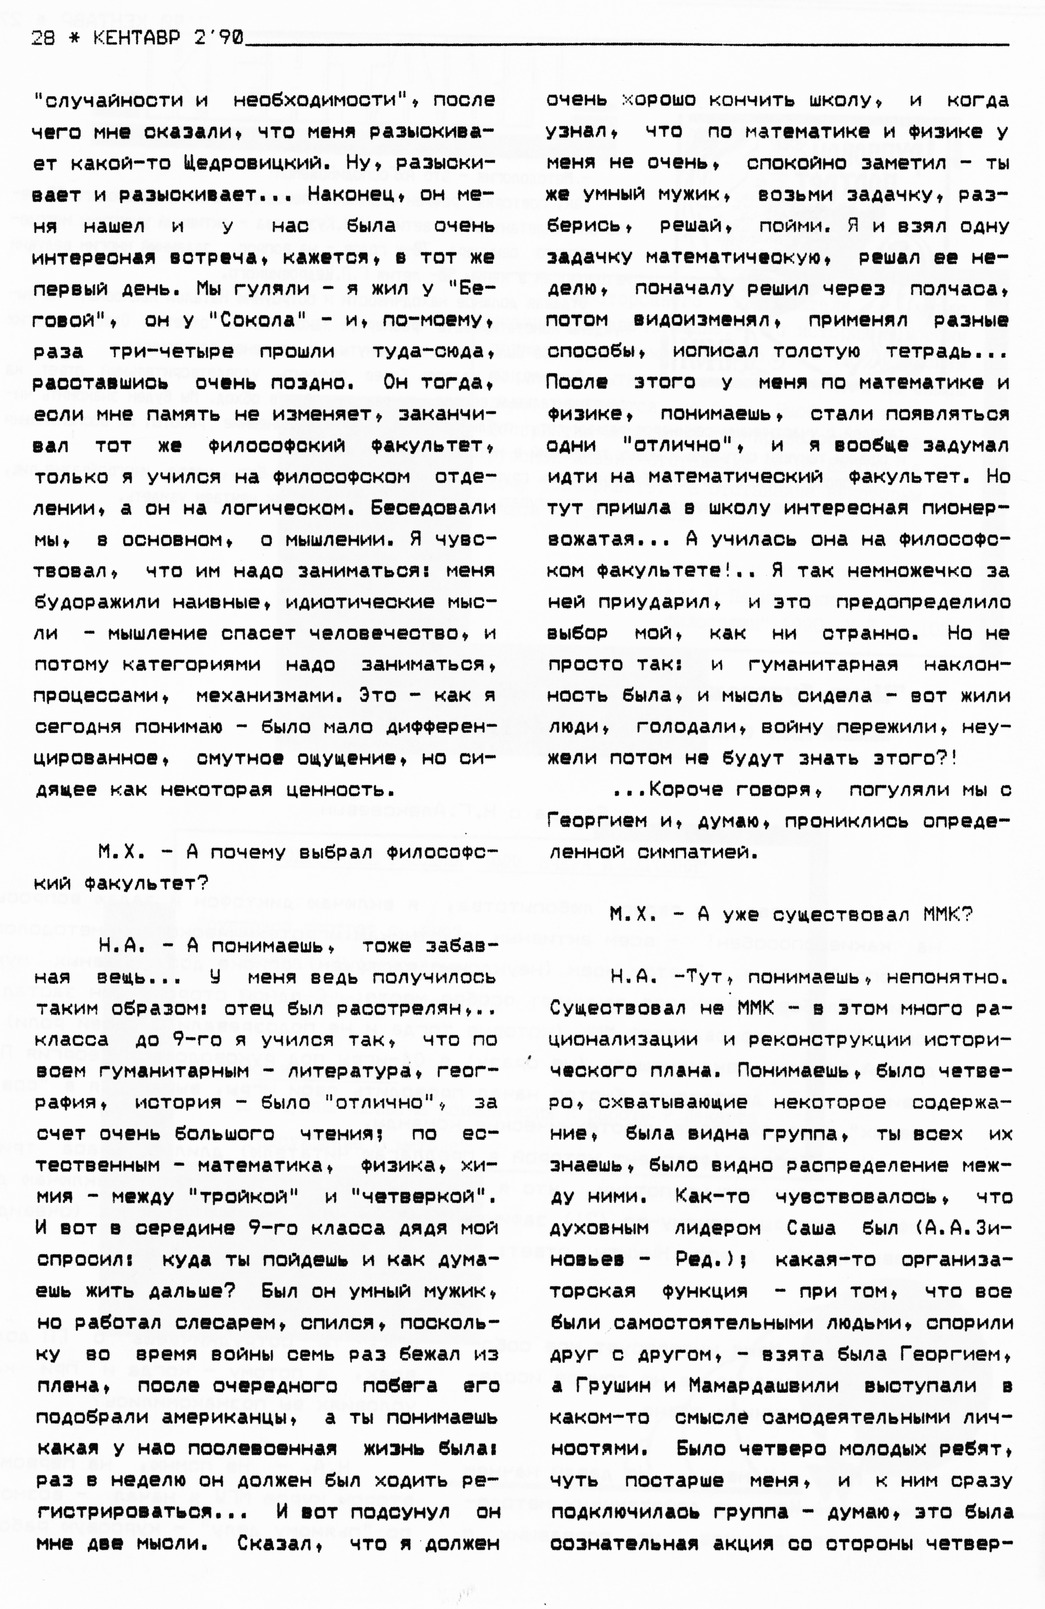 28 * КЕНТАВР 2'90
"случайности и необходимости", после
чего мне сказали, что меня разыскива-
ет какой-то Щедровицкий. Ну, разыски-
вает и разыскивает... Наконец, он ме-
ня нашел и у нас была очень
интересная встреча, кажется, в тот же
первый день. Мы гуляли - я жил у "Бе-
говой", он у "Сокола" - и, по-моему,
раза три-четыре прошли туда-сюда,
расставшись очень поздно. Он тогда,
если мне память не изменяет, заканчи-
вал тот же философский факультет,
только я учился на философском отде-
лении, а он на логическом. Беседовали
мы, в основном, о мышлении. Я чувс-
твовал, что им надо заниматься: меня
будоражили наивные, идиотические мыс-
ли - мышление спасет человечество, и
потому категориями надо заниматься,
процессами, механизмами. Это - как я
сегодня понимаю - было мало дифферен-
цированное, смутное ощущение, но си-
дящее как некоторая ценность.
М.Х. - А почему выбрал философс-
кий факультет?
Н.А. - А понимаешь, тоже забав-
ная вещь... У меня ведь получилось
таким образом: отец был расстрелян,..
класса до 9-го я учился так, что по
всем гуманитарным - литература, геог-
рафия, история - было "отлично", за
счет очень большого чтения; по ес-
тественным - математика, физика, хи-
мия - между "тройкой" и "четверкой".
И вот в середине 9-го класса дядя мой
спросил: куда ты пойдешь и как дума-
ешь жить дальше? Был он умный мужик,
но работал слесарем, спился, посколь-
ку во время войны семь раз бежал из
плена, после очередного побега его
подобрали американцы, а ты понимаешь
какая у нас послевоенная жизнь была:
раз в неделю он должен был ходить ре-
гистрироваться... И вот подсунул он
мне две мысли. Сказал, что я должен
очень хорошо кончить школу, и когда
узнал, что по математике и физике у
меня не очень, спокойно заметил - ты
же умный мужик, возьми задачку, раз-
берись, решай, пойми. Я и взял одну
задачку математическую, решал ее не-
делю, поначалу решил через полчаса,
потом видоизменял, применял разные
способы, исписал толстую тетрадь...
После этого у меня по математике и
физике, понимаешь, стали появляться
одни "отлично", и я вообще задумал
идти на математический факультет. Но
тут пришла в школу интересная пионер-
вожатая... А училась она на философс-
ком факультете!.. Я так немножечко за
ней приударил, и это предопределило
выбор мой, как ни странно. Но не
просто так: и гуманитарная наклон-
ность была, и мысль сидела - вот жили
люди, голодали, войну пережили, неу-
жели потом не будут знать этого?!
...Короче говоря, погуляли мы с
Георгием и, думаю, прониклись опреде-
ленной симпатией.
М.Х. - А уже существовал ММК?
Н.А. -Тут, понимаешь, непонятно.
Существовал не ММК - в этом много ра-
ционализации и реконструкции истори-
ческого плана. Понимаешь, было четве-
ро, схватывающие некоторое содержа-
ние, была видна группа, ты всех их
знаешь, было видно распределение меж-
ду ними. Как-то чувствовалось, что
духовным лидером Саша был (А.А.Зи-
новьев - Ред.); какая-то организа-
торская функция - при том, что все
были самостоятельными людьми, спорили
друг с другом, - взята была Георгием,
а Грушин и Мамардашвили выступали в
каком-то смысле самодеятельными лич-
ностями. Было четверо молодых ребят,
чуть постарше меня, и к ним сразу
подключилась группа - думаю, это была
сознательная акция со стороны четвер-